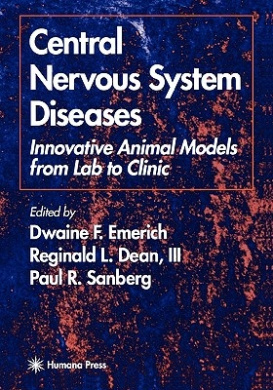 Central
Nervous System
Diseases
Innovative Animal Models
from Lab to Clinic
Edited by
Dwaine F. Emerich
Reginald L. Dean, III
Paul R. Sanberg
Humana Press